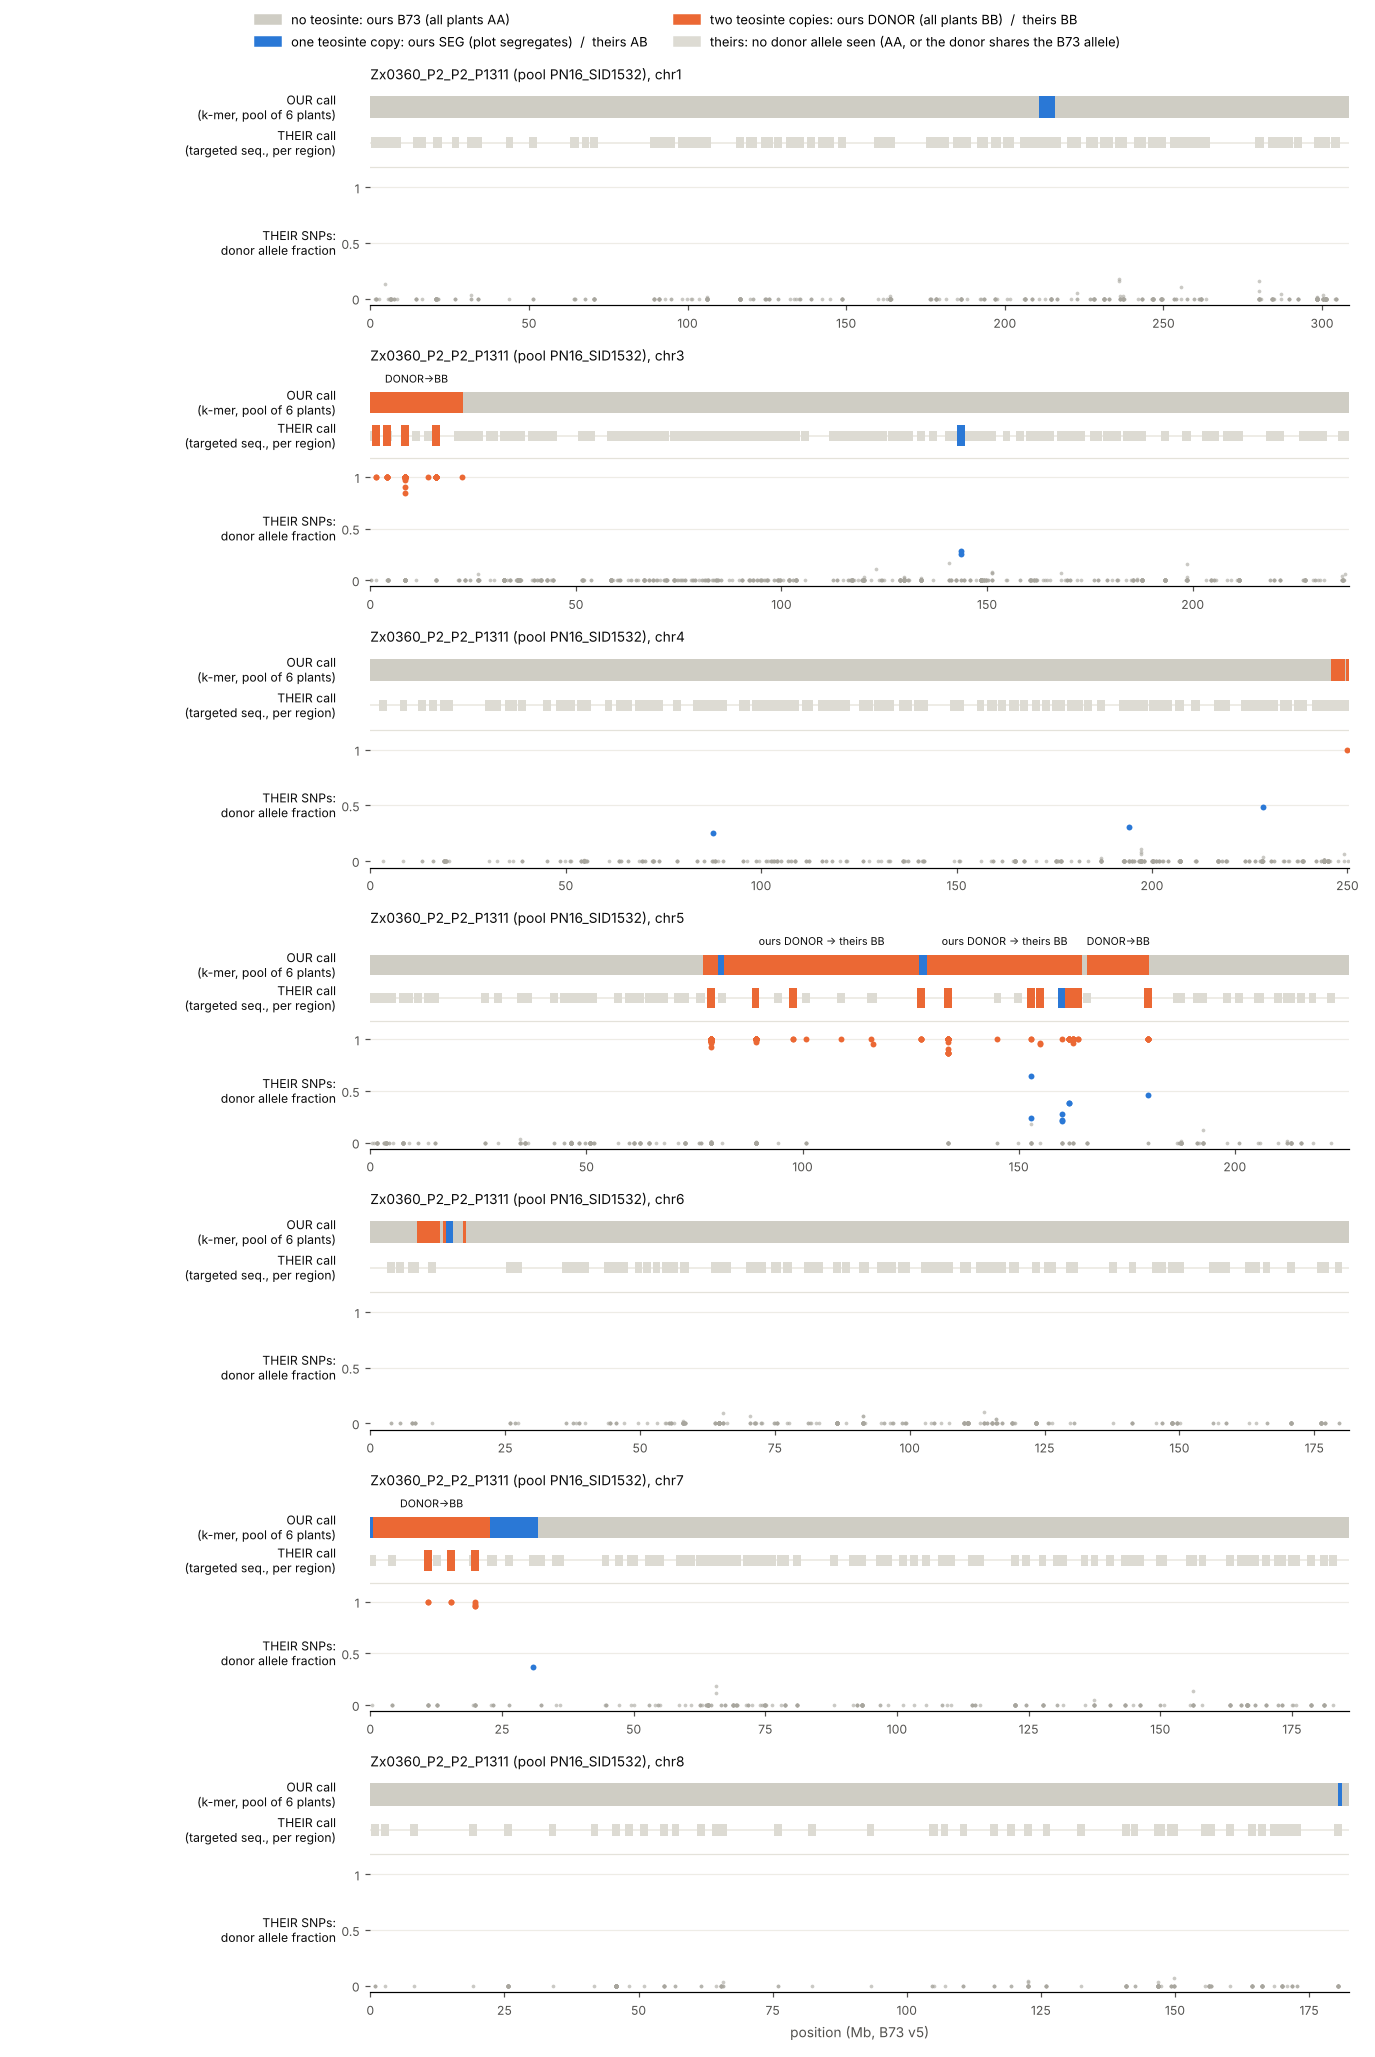 no teosinte: ours B73 (all plants AA)
two teosinte copies: ours DONOR (all plants BB)  /  theirs BB
one teosinte copy: ours SEG (plot segregates)  /  theirs AB
theirs: no donor allele seen (AA, or the donor shares the B73 allele)
Zx0360_P2_P2_P1311 (pool PN16_SID1532), chr1
OUR call
(k-mer, pool of 6 plants)
THEIR call
(targeted seq., per region)
1
THEIR SNPs:
donor allele fraction
0.5
0
0 50 100 150 200 250 300
Zx0360_P2_P2_P1311 (pool PN16_SID1532), chr3
DONOR→BB
OUR call
(k-mer, pool of 6 plants)
THEIR call
(targeted seq., per region)
1
THEIR SNPs:
donor allele fraction
0.5
0
0 50 100 150 200
Zx0360_P2_P2_P1311 (pool PN16_SID1532), chr4
OUR call
(k-mer, pool of 6 plants)
THEIR call
(targeted seq., per region)
1
THEIR SNPs:
donor allele fraction
0.5
0
0 50 100 150 200 250
Zx0360_P2_P2_P1311 (pool PN16_SID1532), chr5
ours DONOR → theirs BB ours DONOR → theirs BB DONOR→BB
OUR call
(k-mer, pool of 6 plants)
THEIR call
(targeted seq., per region)
1
THEIR SNPs:
donor allele fraction
0.5
0
0 50 100 150 200
Zx0360_P2_P2_P1311 (pool PN16_SID1532), chr6
OUR call
(k-mer, pool of 6 plants)
THEIR call
(targeted seq., per region)
1
THEIR SNPs:
donor allele fraction
0.5
0
0 25 50 75 100 125 150 175
Zx0360_P2_P2_P1311 (pool PN16_SID1532), chr7
DONOR→BB
OUR call
(k-mer, pool of 6 plants)
THEIR call
(targeted seq., per region)
1
THEIR SNPs:
donor allele fraction
0.5
0
0 25 50 75 100 125 150 175
Zx0360_P2_P2_P1311 (pool PN16_SID1532), chr8
OUR call
(k-mer, pool of 6 plants)
THEIR call
(targeted seq., per region)
1
THEIR SNPs:
donor allele fraction
0.5
0
0 25 50 75 100 125 150 175
position (Mb, B73 v5)